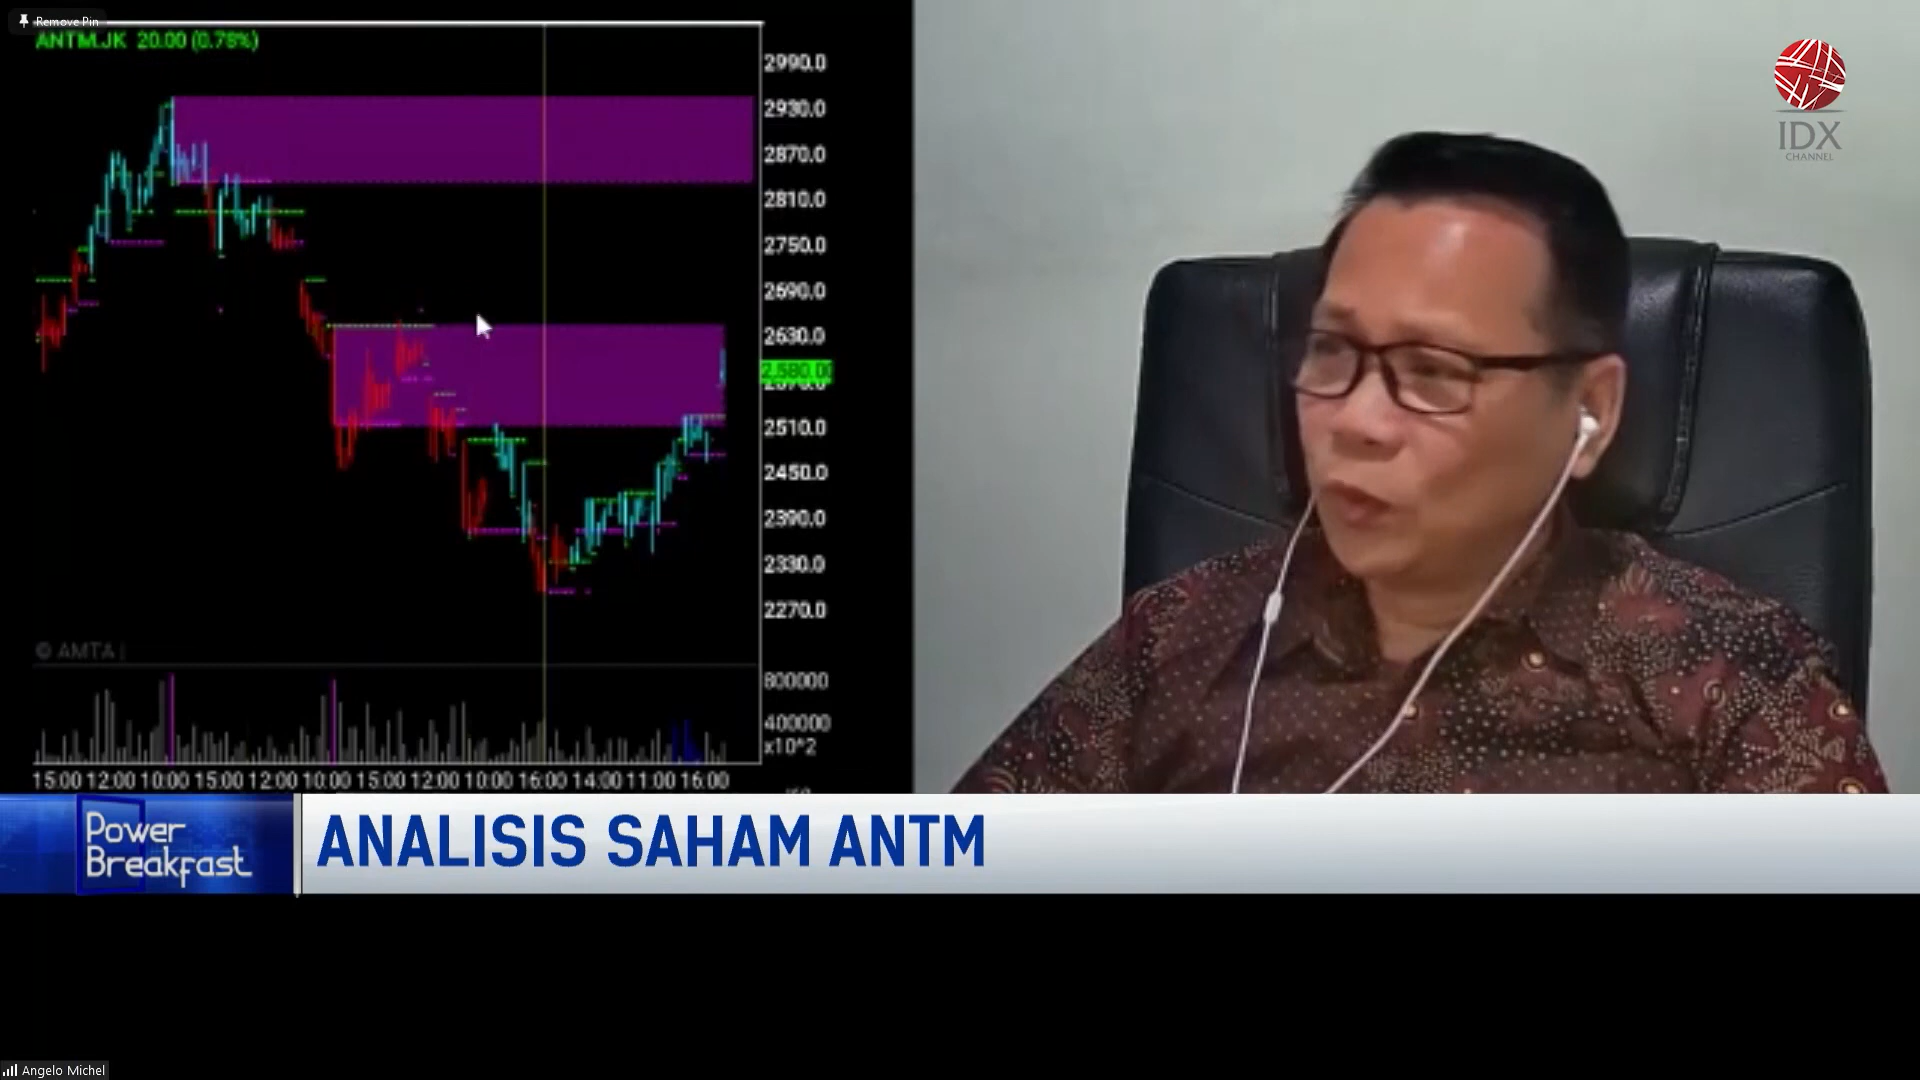 Remove Pin
ANTM.JK 20.00 (0.78%)
2990.0
2930.0
2870.0
2810.0
2750.0
2690.0
2630.0
2,580.00
2570.0
2510.0
2450.0
2390.0
2330.0
2270.0
© AMTA |
800000
400000
x10^2
15:00 12:00 10:00 15:00 12:00 10:00 15:00 12:00 10:00 16:00 14:00 11:00 16:00
IDX
CHANNEL
Power
Breakfast
ANALISIS SAHAM ANTM
Angelo Michel